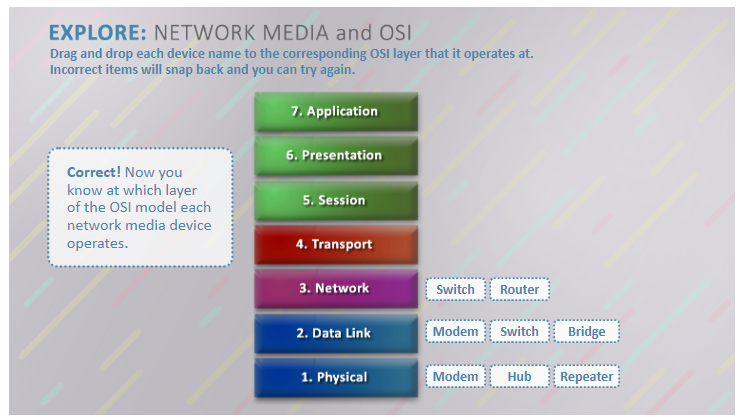 EXPLORE: NETWORK MEDIA and OSI
Drag and drop each device name to the corresponding OSI layer that it operates at.
Incorrect items will snap back and you can try again.
7. Application
6. Presentation
Correct! Now you
know at which layer
of the OSI model each
network media device
operates.
5. Session
4. Transport
3. Network Switch Router
2. Data Link Modem Switch Bridge
1. Physical Modem Hub Repeater